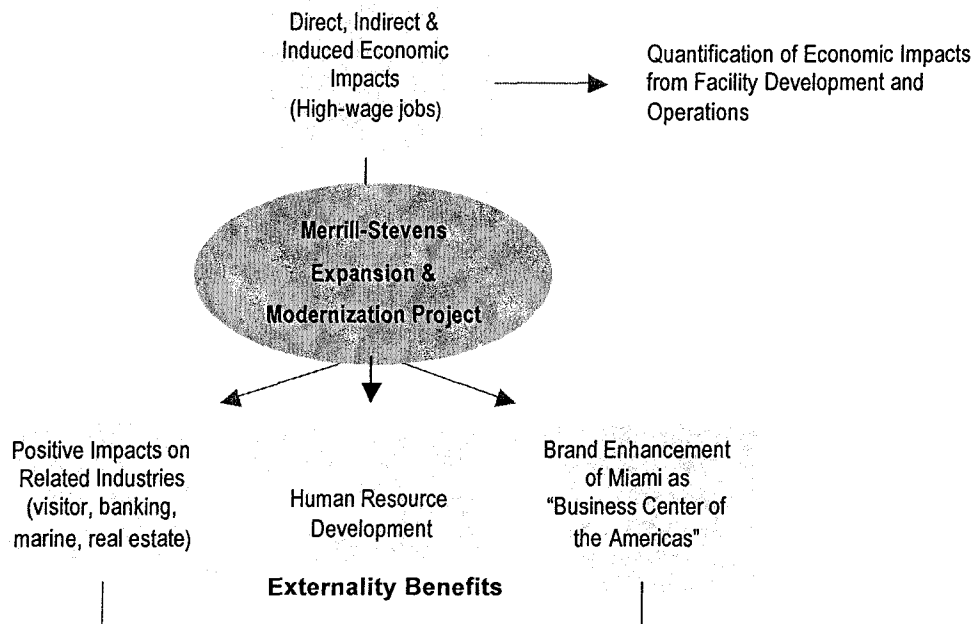 Direct, Indirect &
Induced Economic
Impacts
(High-wage jobs)
Quantification of Economic Impacts
from Facility Development and
Operations
Merrill-Stevens
Expansion &
Modernization Project
Positive Impacts on
Related Industries
(visitor, banking,
marine, real estate)
Human Resource
Development
Brand Enhancement
of Miami as
“Business Center of
the Americas”
Externality Benefits